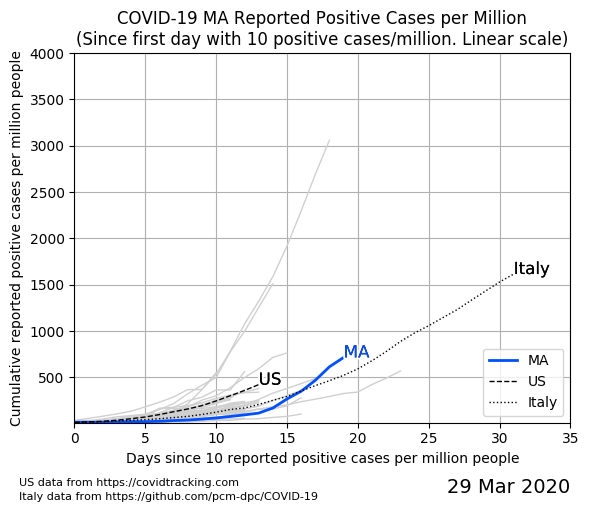 COVID-19 MA Reported Positive Cases per Million
(Since first day with 10 positive cases/million. Linear scale)
Cumulative reported positive cases per million people
4000
3500
3000
2500
2000
1500
1000
500
Italy
MA
US
MA
US
Italy
0
5
10
15
20
25
30
35
Days since 10 reported positive cases per million people
US data from https://covidtracking.com
Italy data from https://github.com/pcm-dpc/COVID-19
29 Mar 2020